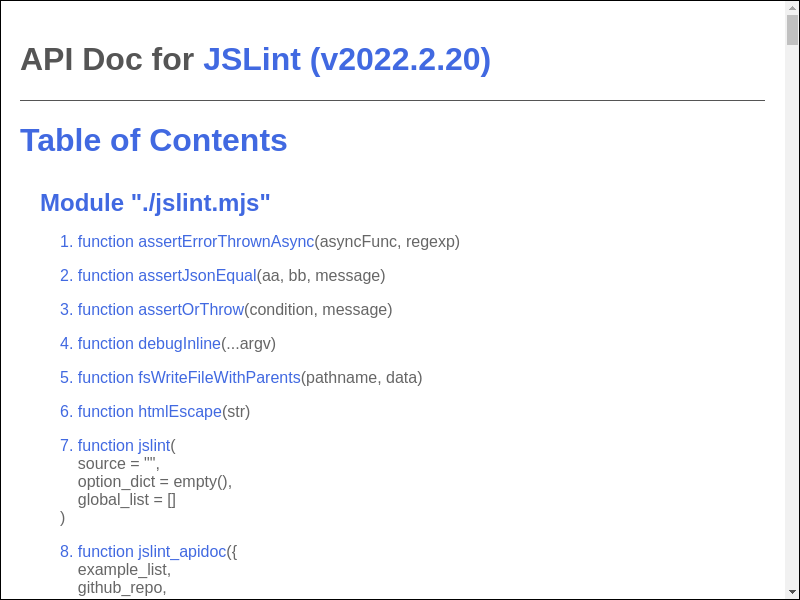 API Doc for JSLint (v2022.2.20)
Table of Contents
Module "./jslint.mjs"
1. function assertErrorThrownAsync(asyncFunc, regexp)
2. function assertJsonEqual(aa, bb, message)
3. function assertOrThrow(condition, message)
4. function debugInline(...argv)
5. function fsWriteFileWithParents(pathname, data)
6. function htmlEscape(str)
7. function jslint(
source = "",
option_dict = empty(),
global_list = []
)
8. function jslint_apidoc({
example_list,
github_repo,